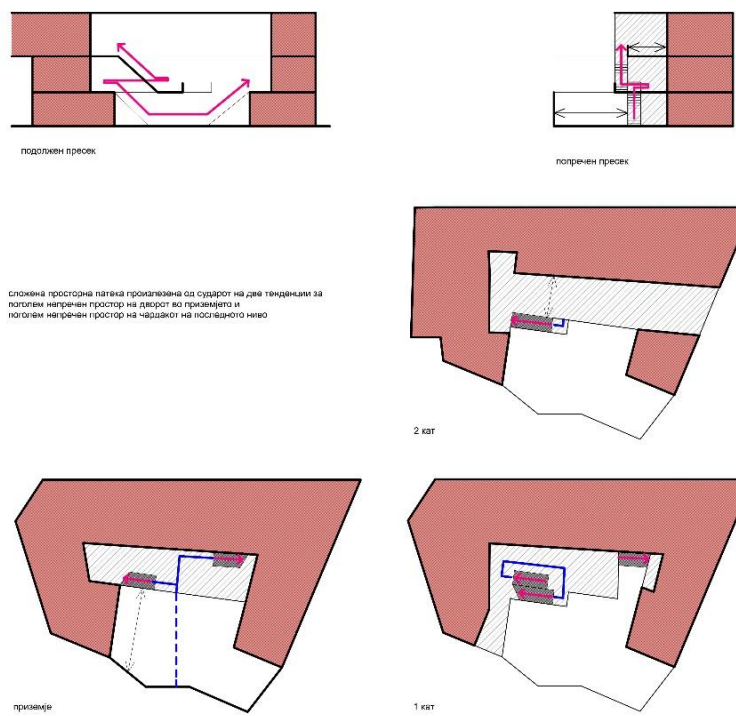 подолжен пресек
попречен пресек
сложена просторна патека произлезена од сударот на две тенденции за
поголем непречен простор на дворот во приземјето и
поголем непречен простор на чардакот на последното ниво
2 кат
приземје
1 кат